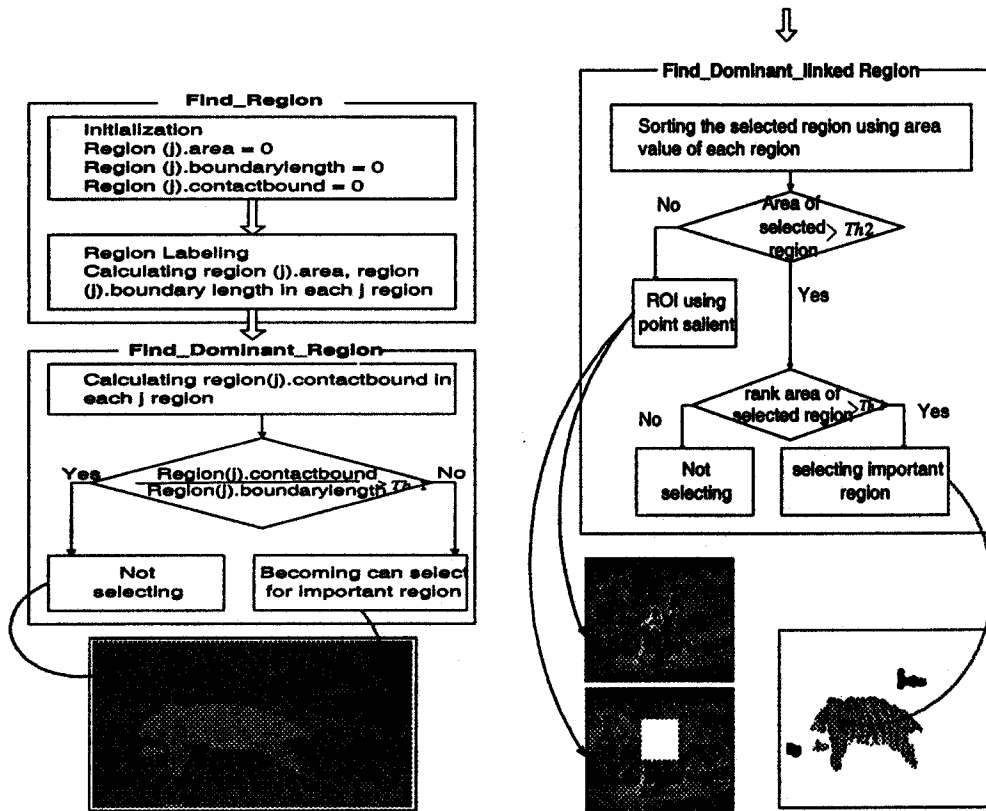 Find_Region
Initialization
Region (j).area = 0
Region (j).boundarylength = 0
Region (j).contactbound = 0
Region Labeling
Calculating region (j).area, region
(j).boundary length in each j region
Find_Dominant_Region
Calculating region(j).contactbound in
each j region
Yes
Region(j).contactbound
No
Region(j).boundarylength >
Not
selecting
Becoming can select
for important region
Find_Dominant_linked Region
Sorting the selected region using area
value of each region
No
Area of
selected
region
> Th2
ROI using
point salient
Yes
rank area of
selected region >
No
Yes
Not
selecting
selecting important
region